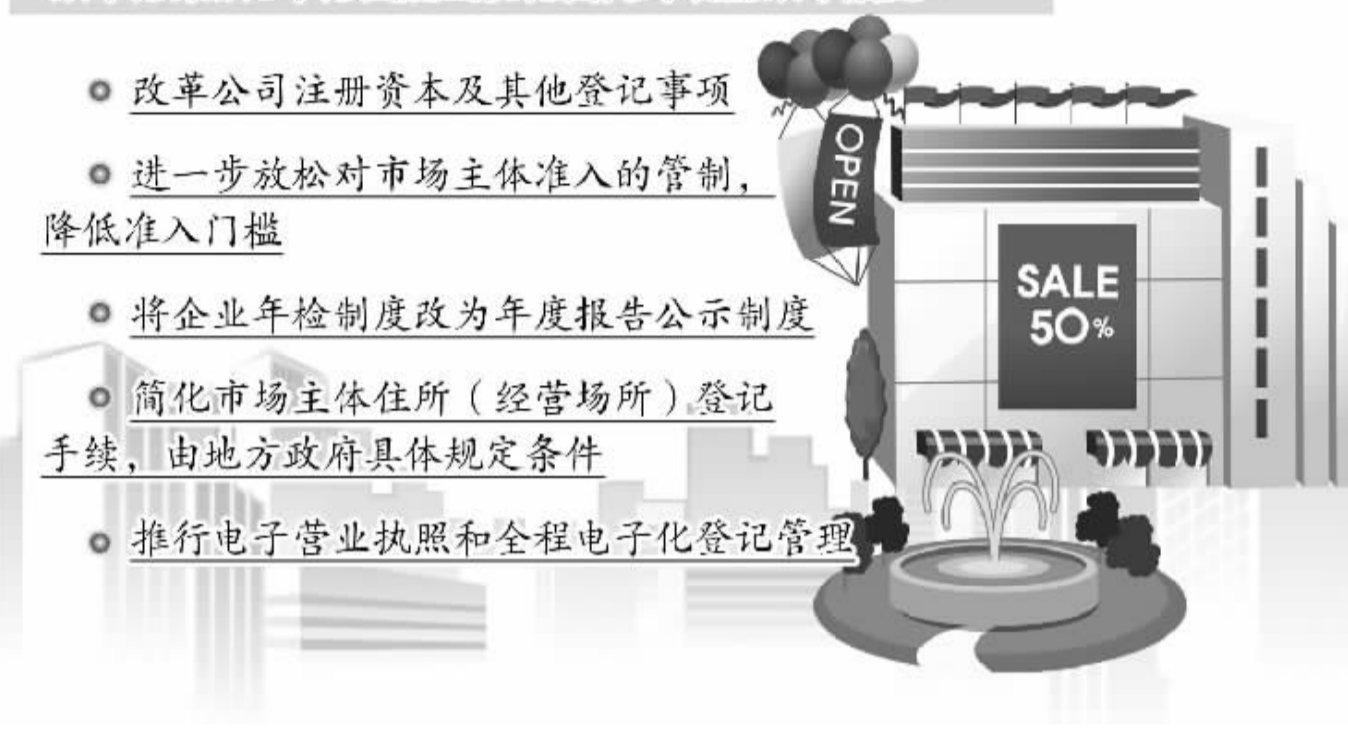 改革公司注册资本及其他登记事项
进一步放松对市场主体准入的管制，
降低准入门槛
将企业年检制度改为年度报告公示制度
简化市场主体住所（经营场所）登记
手续，由地方政府具体规定条件
推行电子营业执照和全程电子化登记管理
OPEN
SALE
50%